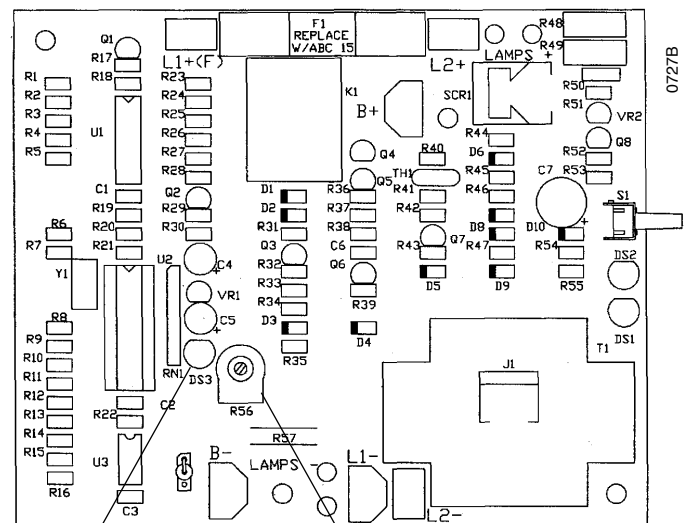 Q1
R17
R18
L1+(F)
F1
REPLACE
W/ABC 15
L2+
LAMPS
+
R48
R49
0727B
R1
R2
R3
R4
R5
U1
R23
R24
R25
R26
R27
R28
K1
B+
SCR1
R50
R51
VR2
Q8
R52
R53
R44
D6
R45
R46
Q4
Q5
R40
TH1
R41
R42
C7
S1
C1
R19
R20
R21
Q2
R29
R30
D1
D2
R31
Q3
R32
R33
R34
D3
R35
R36
R37
R38
C6
Q6
R39
D4
R43
Q7
D5
D8
R47
D9
D10
+
R54
R55
DS2
DS1
R6
R7
Y1
U2
C4
+
VR1
C5
+
DS3
RN1
R8
R9
R10
R11
R12
R13
R14
R15
R16
R22
C2
U3
C3
R56
R57
T1
J1
B-
LAMPS -
L1-
L2-